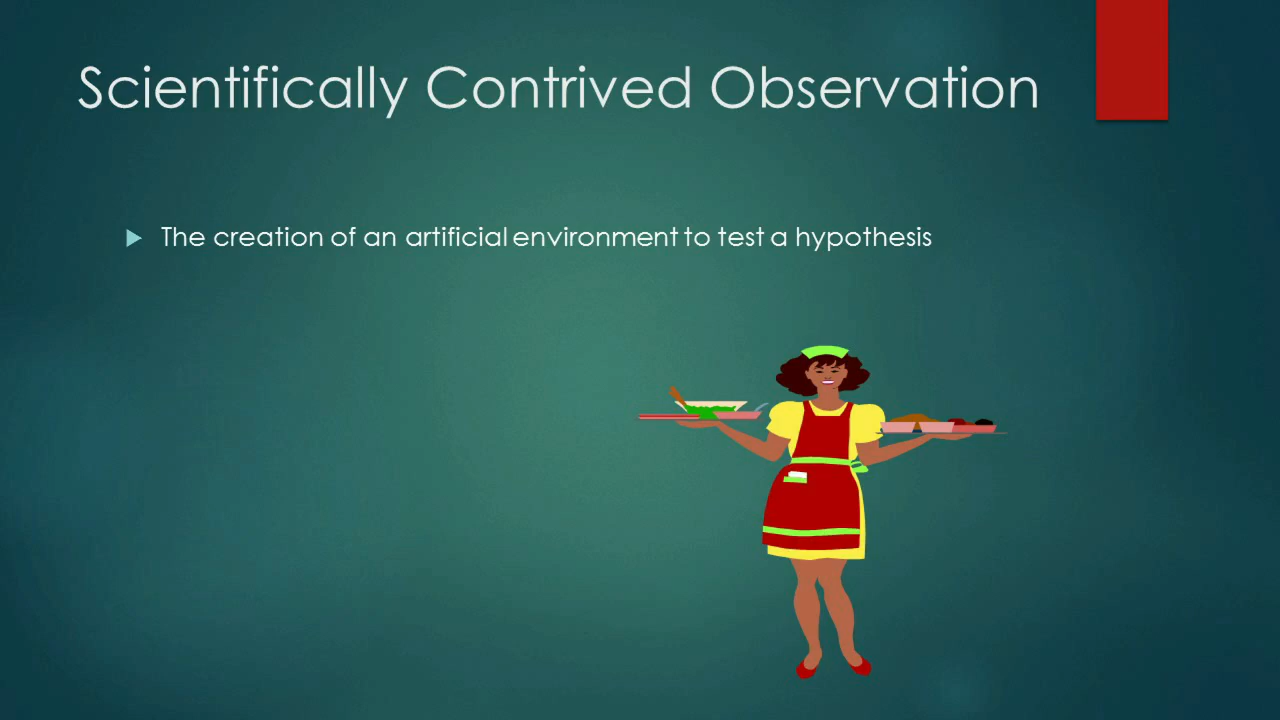 Scientifically Contrived Observation
The creation of an artificial environment to test a hypothesis